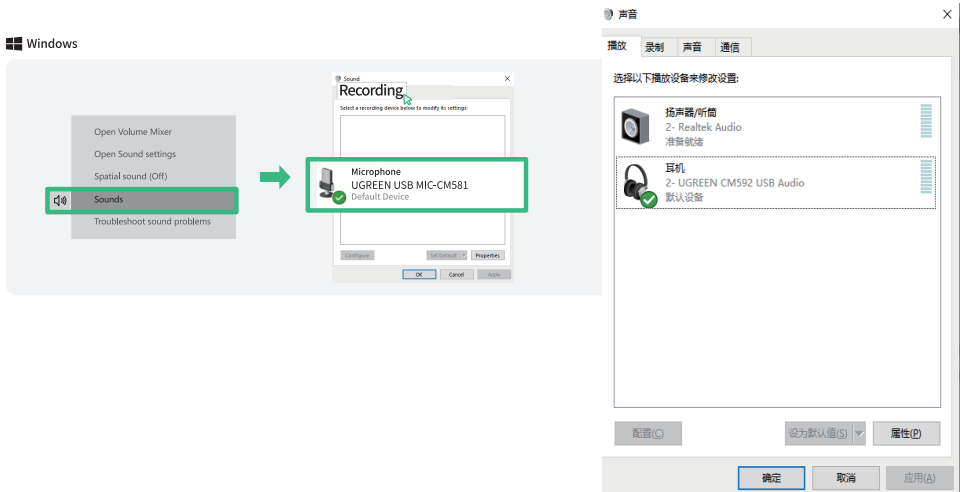 Windows
Open Volume Mixer
Open Sound settings
Spatial sound (Off)
Sounds
Troubleshoot sound problems
Sound
Recording
Select a recording device below to modify its settings:
Microphone
UGREEN USB MIC-CM581
Default Device
Configure
Set Default
Properties
OK
Cancel
Apply
声音
播放 录制 声音 通信
选择以下播放设备来修改设置:
扬声器/听筒
2- Realtek Audio
准备就绪
耳机
2- UGREEN CM592 USB Audio
默认设备
配置(C)
设为默认值(S)
属性(P)
确定
取消
应用(A)